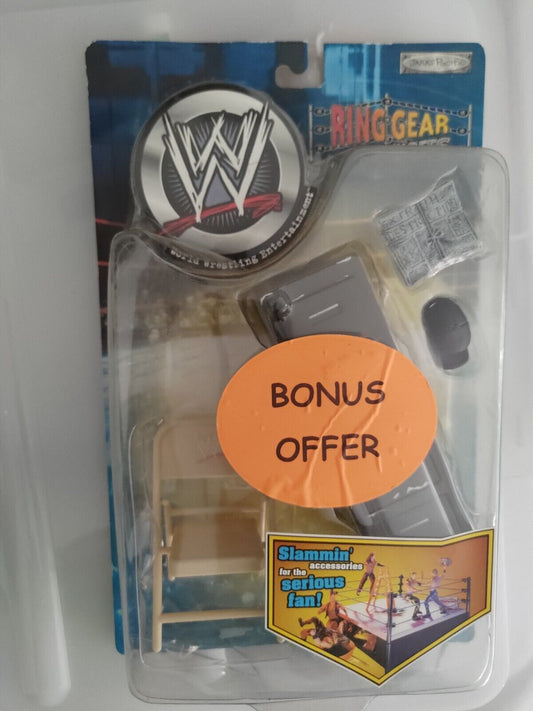 JAKKS Pacific
W
RING GEAR
World Wrestling Entertainment
BONUS
OFFER
Slammin'
accessories
for the
serious
fan!